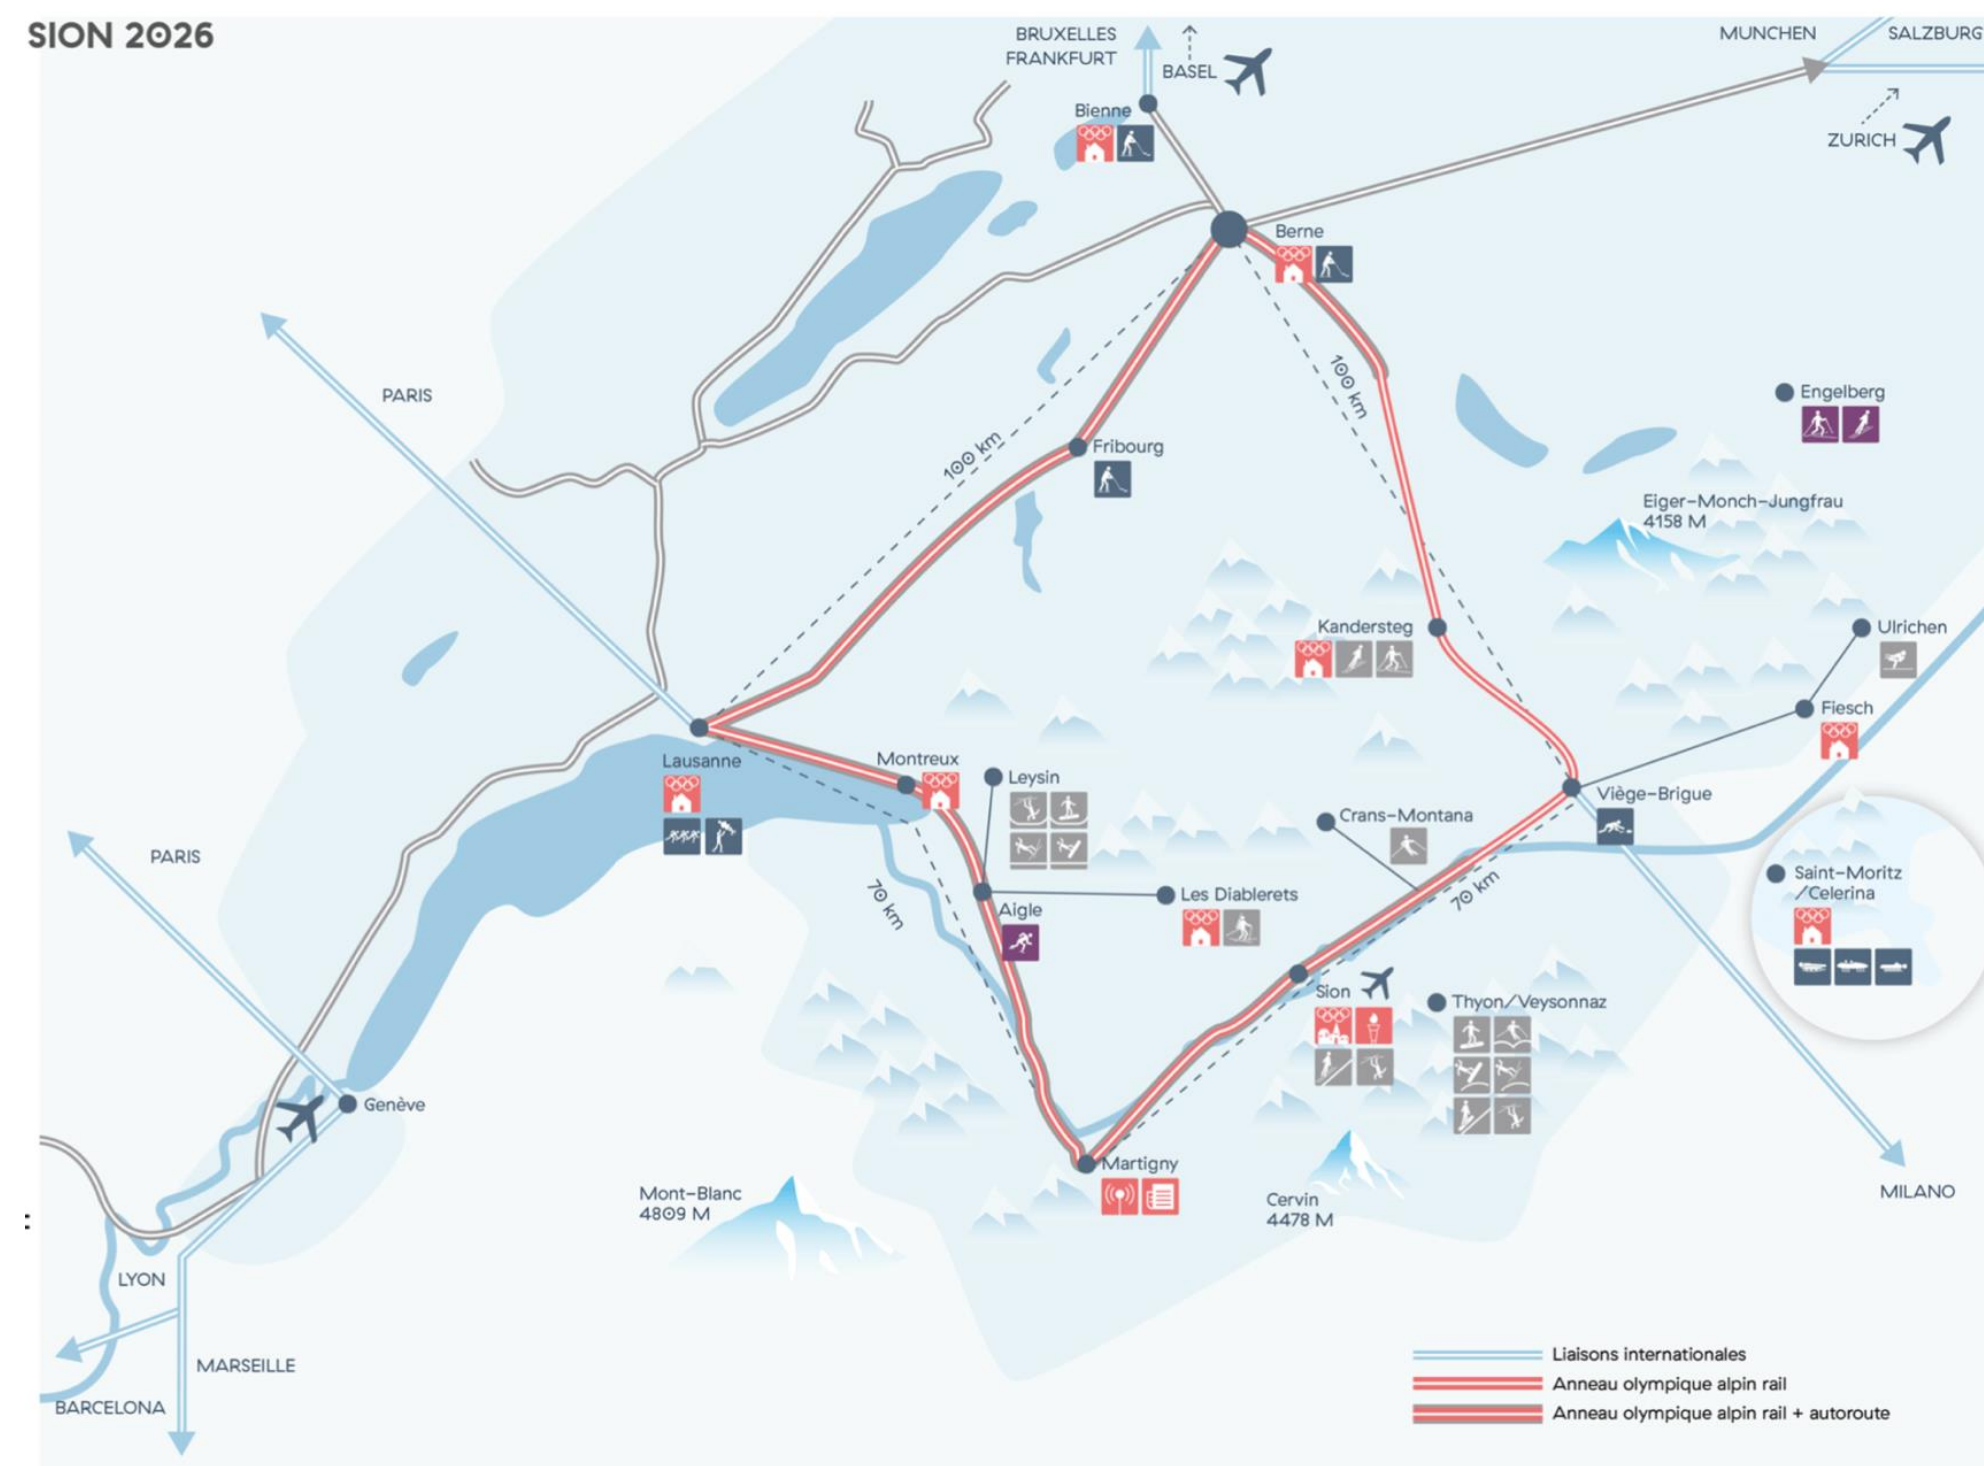 SION 2026
BRUXELLES
FRANKFURT
BASEL
MUNCHEN
SALZBURG
ZURICH
Bienne
Berne
PARIS
100 km
100 km
Engelberg
Fribourg
Eiger-Monch-Jungfrau
4158 M
Kandersteg
Ulrichen
Fiesch
Lausanne
Montreux
Leysin
Viège-Brigue
Crans-Montana
PARIS
70 km
Les Diablerets
Aigle
70 km
Saint-Moritz
/Celerina
Sion
Thyon/Veysonnaz
Genève
Martigny
Mont-Blanc
4809 M
Cervin
4478 M
MILANO
LYON
MARSEILLE
BARCELONA
Liaisons internationales
Anneau olympique alpin rail
Anneau olympique alpin rail + autoroute